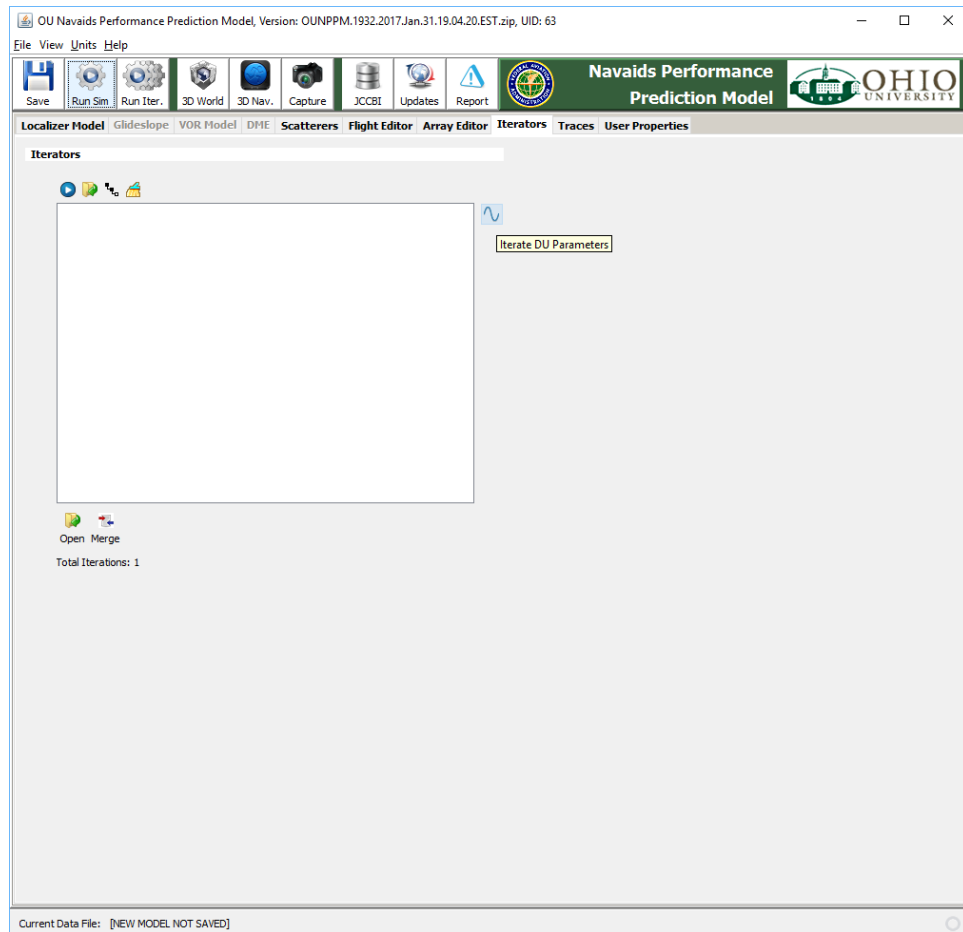 OU Navaids Performance Prediction Model, Version: OUNPPM.1932.2017.Jan.31.19.04.20.EST.zip, UID: 63
File View Units Help
Save Run Sim Run Iter. 3D World 3D Nav. Capture JCCBI Updates Report
Navaids Performance
Prediction Model
OHIO
UNIVERSITY
1804
Localizer Model Glideslope VOR Model DME Scatterers Flight Editor Array Editor Iterators Traces User Properties
Iterators
Iterate DU Parameters
Open Merge
Total Iterations: 1
Current Data File: [NEW MODEL NOT SAVED]